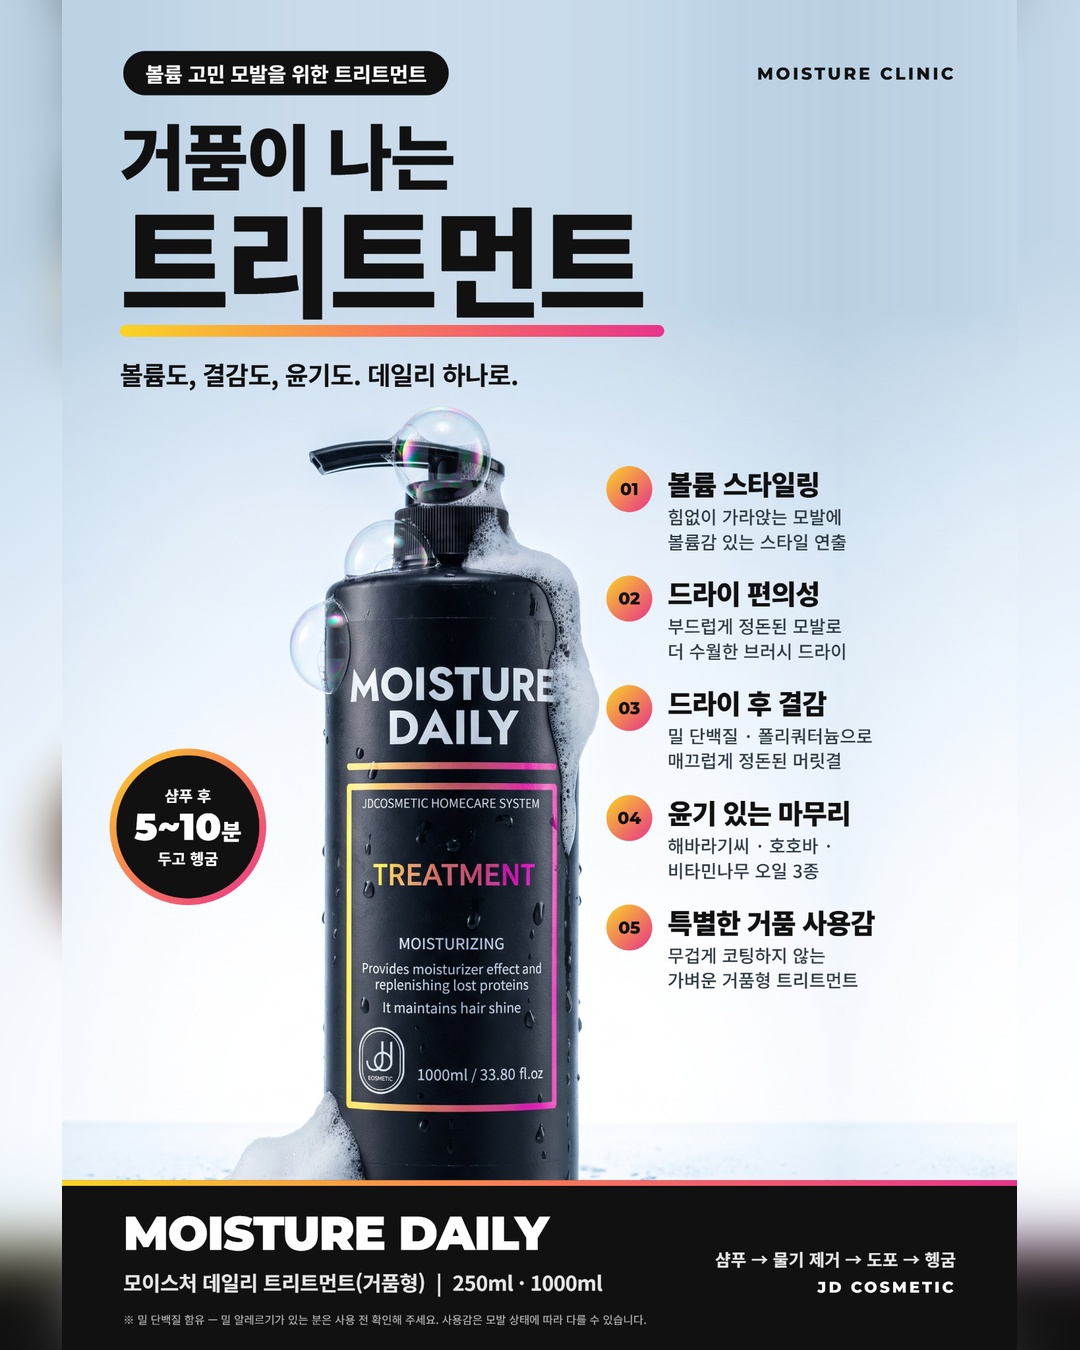 볼륨 고민 모발을 위한 트리트먼트
MOISTURE CLINIC
거품이 나는
트리트먼트
볼륨도, 결감도, 윤기도. 데일리 하나로.
01 볼륨 스타일링
힘없이 가라앉는 모발에
볼륨감 있는 스타일 연출
02 드라이 편의성
부드럽게 정돈된 모발로
더 수월한 브러시 드라이
03 드라이 후 결감
밀 단백질 · 폴리쿼터늄으로
매끄럽게 정돈된 머릿결
04 윤기 있는 마무리
해바라기씨 · 호호바 ·
비타민나무 오일 3종
05 특별한 거품 사용감
무겁게 코팅하지 않는
가벼운 거품형 트리트먼트
샴푸 후
5~10분
두고 헹굼
MOISTURE
DAILY
JDCOSMETIC HOMECARE SYSTEM
TREATMENT
MOISTURIZING
Provides moisturizer effect and
replenishing lost proteins
It maintains hair shine
1000ml / 33.80 fl.oz
MOISTURE DAILY
모이스처 데일리 트리트먼트(거품형) | 250ml · 1000ml
샴푸 → 물기 제거 → 도포 → 헹굼
JD COSMETIC
※ 밀 단백질 함유 — 밀 알레르기가 있는 분은 사용 전 확인해 주세요. 사용감은 모발 상태에 따라 다를 수 있습니다.